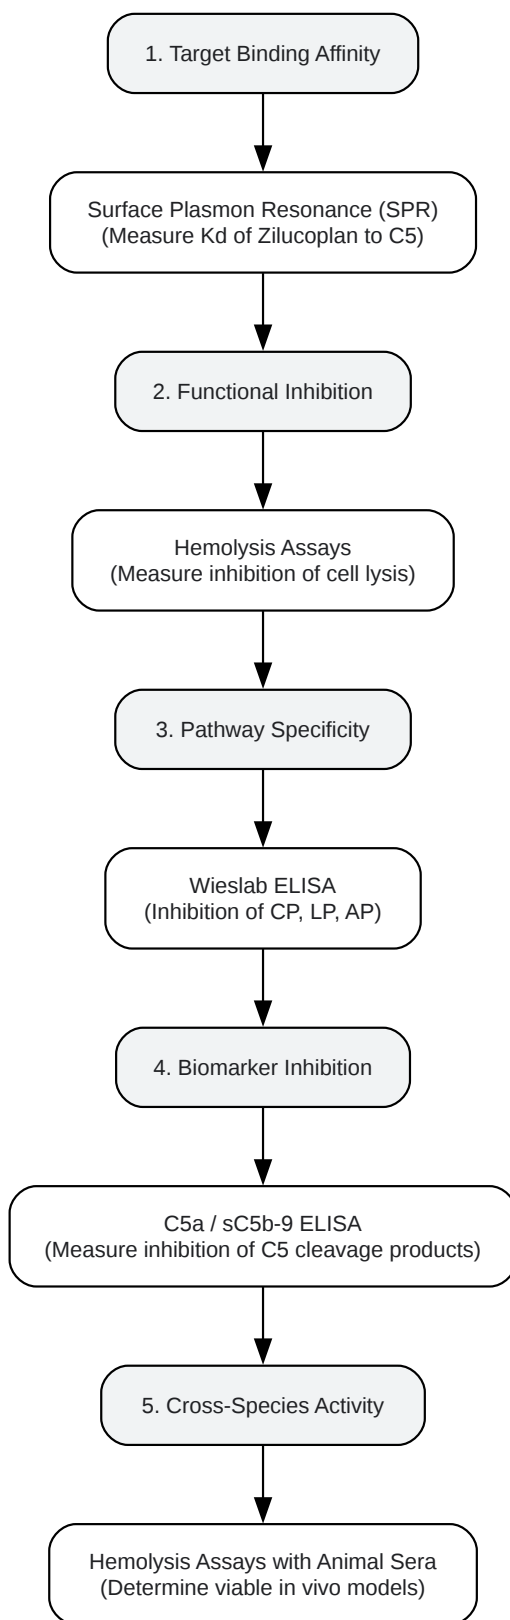 1. Target Binding Affinity
Surface Plasmon Resonance (SPR)
(Measure Kd of Zilucoplan to C5)
2. Functional Inhibition
Hemolysis Assays
(Measure inhibition of cell lysis)
3. Pathway Specificity
Wieslab ELISA
(Inhibition of CP, LP, AP)
4. Biomarker Inhibition
C5a / sC5b-9 ELISA
(Measure inhibition of C5 cleavage products)
5. Cross-Species Activity
Hemolysis Assays with Animal Sera
(Determine viable in vivo models)